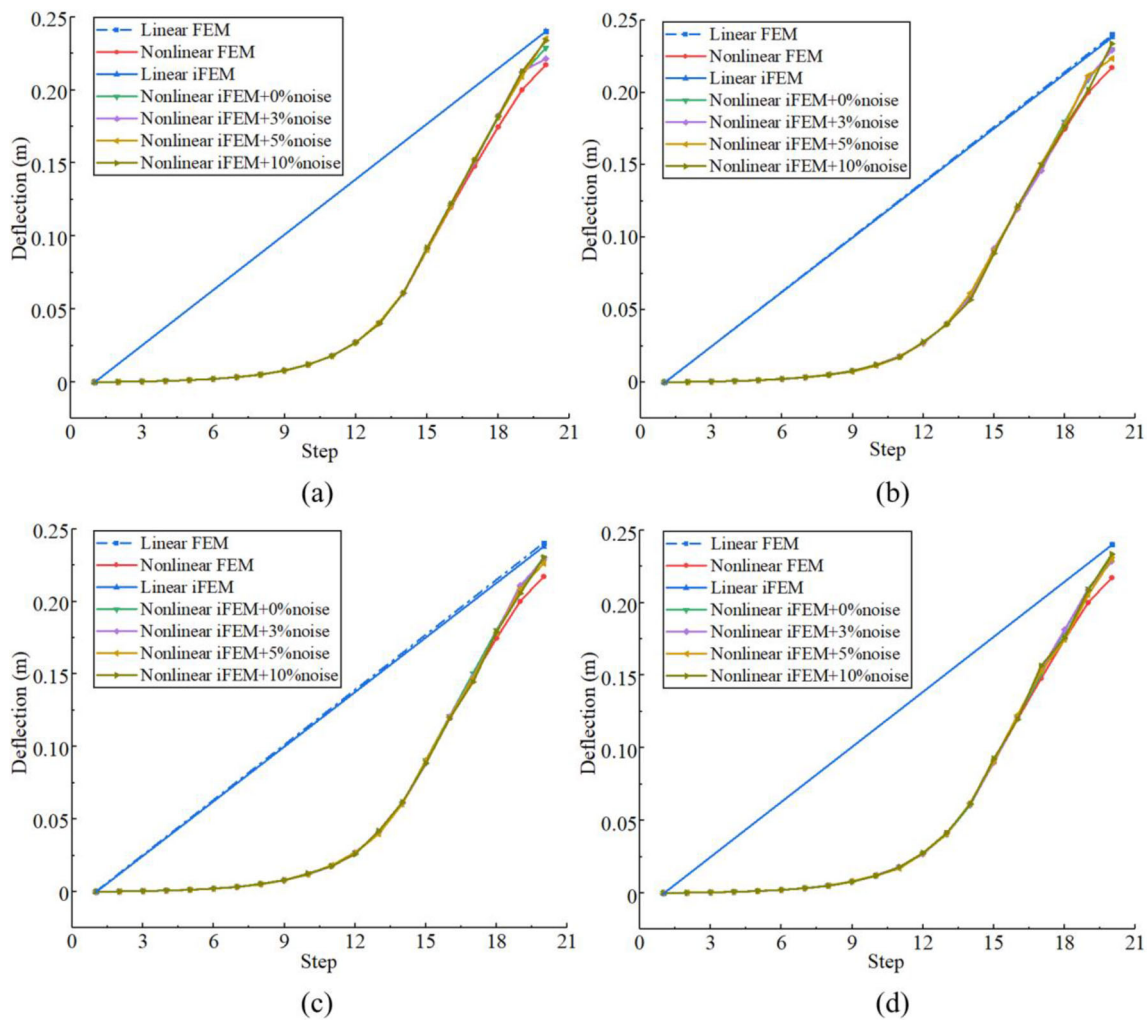 0.25
0.20
0.15
0.10
0.05
0
Deflection (m)
Linear FEM
Nonlinear FEM
Linear iFEM
Nonlinear iFEM+0%noise
Nonlinear iFEM+3%noise
Nonlinear iFEM+5%noise
Nonlinear iFEM+10%noise
0 3 6 9 12 15 18 21
Step
(a)
0.25
0.20
0.15
0.10
0.05
0
Deflection (m)
Linear FEM
Nonlinear FEM
Linear iFEM
Nonlinear iFEM+0%noise
Nonlinear iFEM+3%noise
Nonlinear iFEM+5%noise
Nonlinear iFEM+10%noise
0 3 6 9 12 15 18 21
Step
(b)
0.25
0.20
0.15
0.10
0.05
0
Deflection (m)
Linear FEM
Nonlinear FEM
Linear iFEM
Nonlinear iFEM+0%noise
Nonlinear iFEM+3%noise
Nonlinear iFEM+5%noise
Nonlinear iFEM+10%noise
0 3 6 9 12 15 18 21
Step
(c)
0.25
0.20
0.15
0.10
0.05
0
Deflection (m)
Linear FEM
Nonlinear FEM
Linear iFEM
Nonlinear iFEM+0%noise
Nonlinear iFEM+3%noise
Nonlinear iFEM+5%noise
Nonlinear iFEM+10%noise
0 3 6 9 12 15 18 21
Step
(d)